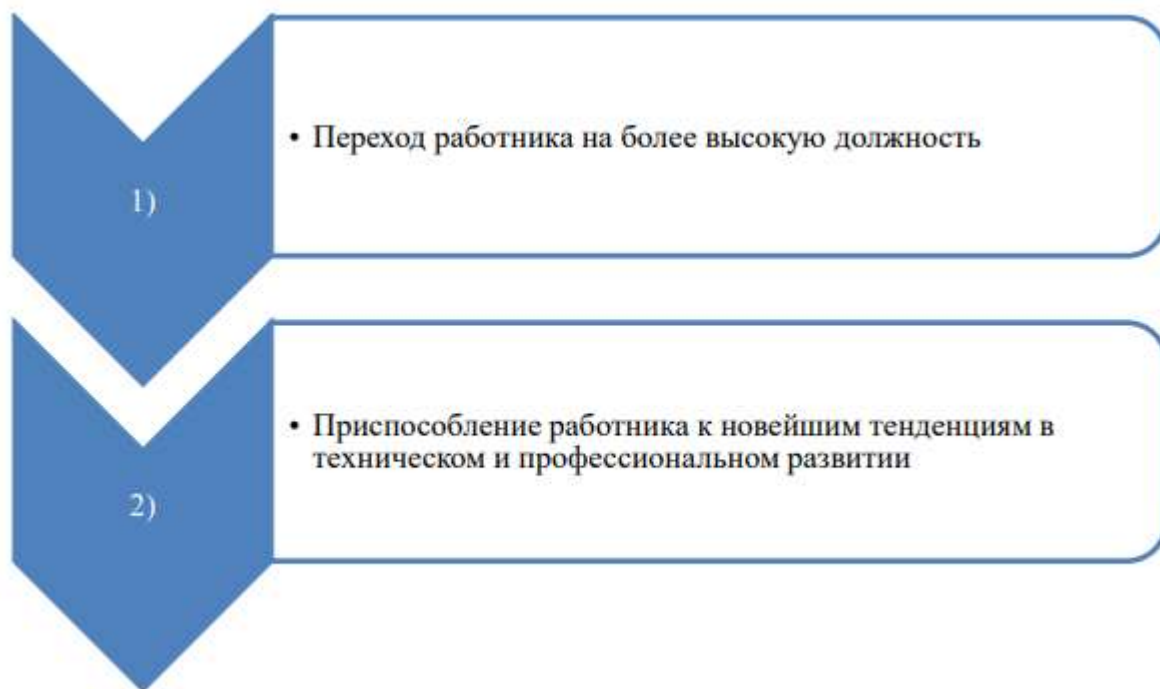 1)
• Переход работника на более высокую должность
2)
• Приспособление работника к новейшим тенденциям в
техническом и профессиональном развитии